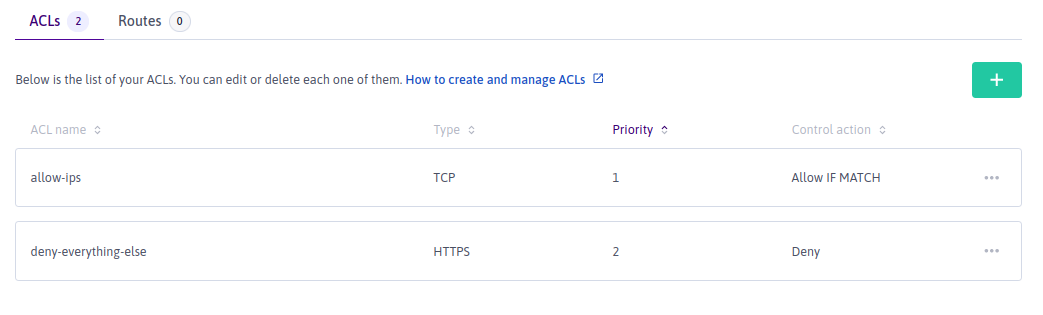 ACLs 2 Routes 0
Below is the list of your ACLs. You can edit or delete each one of them. How to create and manage ACLs
ACL name Type Priority Control action
allow-ips TCP 1 Allow IF MATCH
deny-everything-else HTTPS 2 Deny